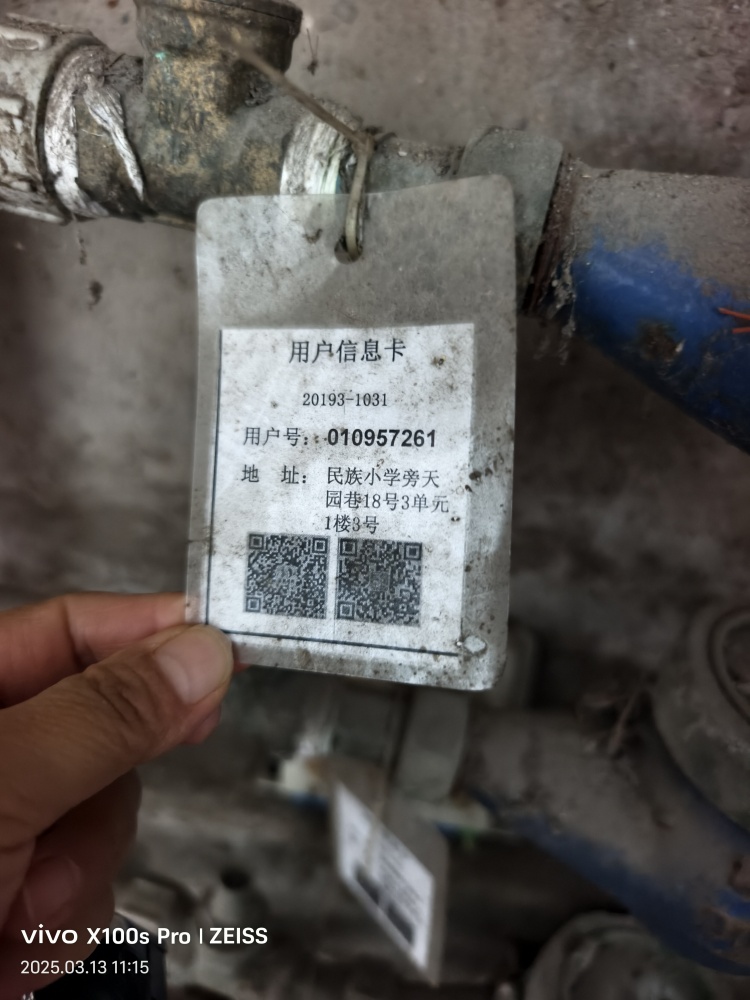 用户信息卡
20193-1031
用户号：010957261
地 址：民族小学旁天
园巷18号3单元
1楼3号
vivo X100s Pro | ZEISS
2025.03.13 11:15